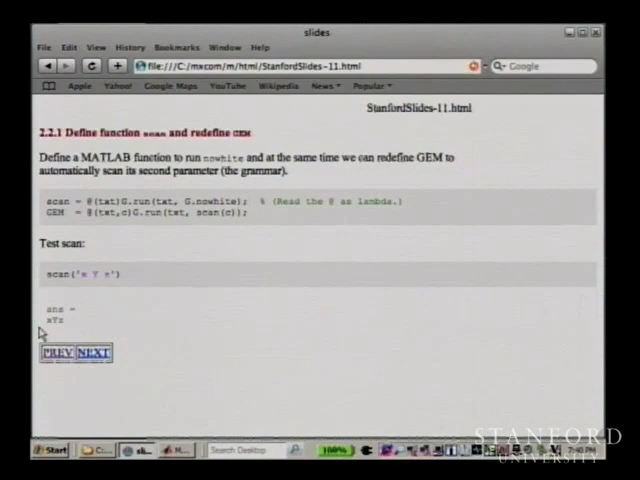 slides
File Edit View History Bookmarks Window Help
file:///C:/mxcom/m/html/StanfordSlides-11.html
Google
Apple Yahoo! Google Maps YouTube Wikipedia News Popular
StanfordSlides-11.html
2.2.1 Define function scan and redefine GEM
Define a MATLAB function to run nowhite and at the same time we can redefine GEM to
automatically scan its second parameter (the grammar).
scan = @(txt)G.run(txt, G.nowhite); % (Read the @ as lambda.)
GEM = @(txt,c)G.run(txt, scan(c));
Test scan:
scan('x Y z')
ans =
xYz
PREV NEXT
Start C:... sli... M... Search Desktop 100%
STANFORD
UNIVERSITY